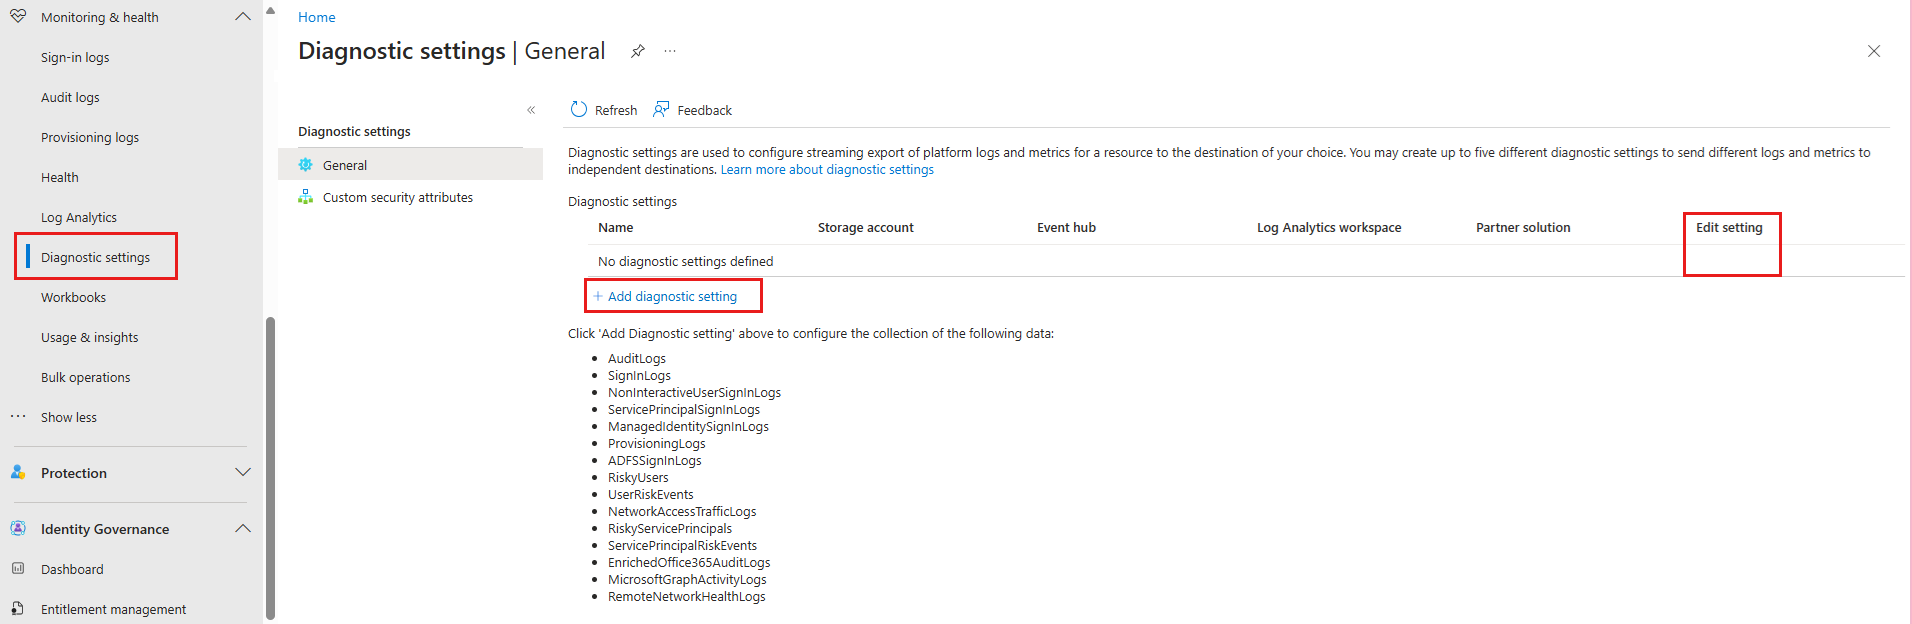 Monitoring & health
Sign-in logs
Audit logs
Provisioning logs
Health
Log Analytics
Diagnostic settings
Workbooks
Usage & insights
Bulk operations
Show less
Protection
Identity Governance
Dashboard
Entitlement management
Home
Diagnostic settings | General
Diagnostic settings
General
Custom security attributes
Refresh Feedback
Diagnostic settings are used to configure streaming export of platform logs and metrics for a resource to the destination of your choice. You may create up to five different diagnostic settings to send different logs and metrics to
independent destinations. Learn more about diagnostic settings
Diagnostic settings
Name Storage account Event hub Log Analytics workspace Partner solution Edit setting
No diagnostic settings defined
+ Add diagnostic setting
Click 'Add Diagnostic setting' above to configure the collection of the following data:
• AuditLogs
• SignInLogs
• NonInteractiveUserSignInLogs
• ServicePrincipalSignInLogs
• ManagedIdentitySignInLogs
• ProvisioningLogs
• ADFSSignInLogs
• RiskyUsers
• UserRiskEvents
• NetworkAccessTrafficLogs
• RiskyServicePrincipals
• ServicePrincipalRiskEvents
• EnrichedOffice365AuditLogs
• MicrosoftGraphActivityLogs
• RemoteNetworkHealthLogs